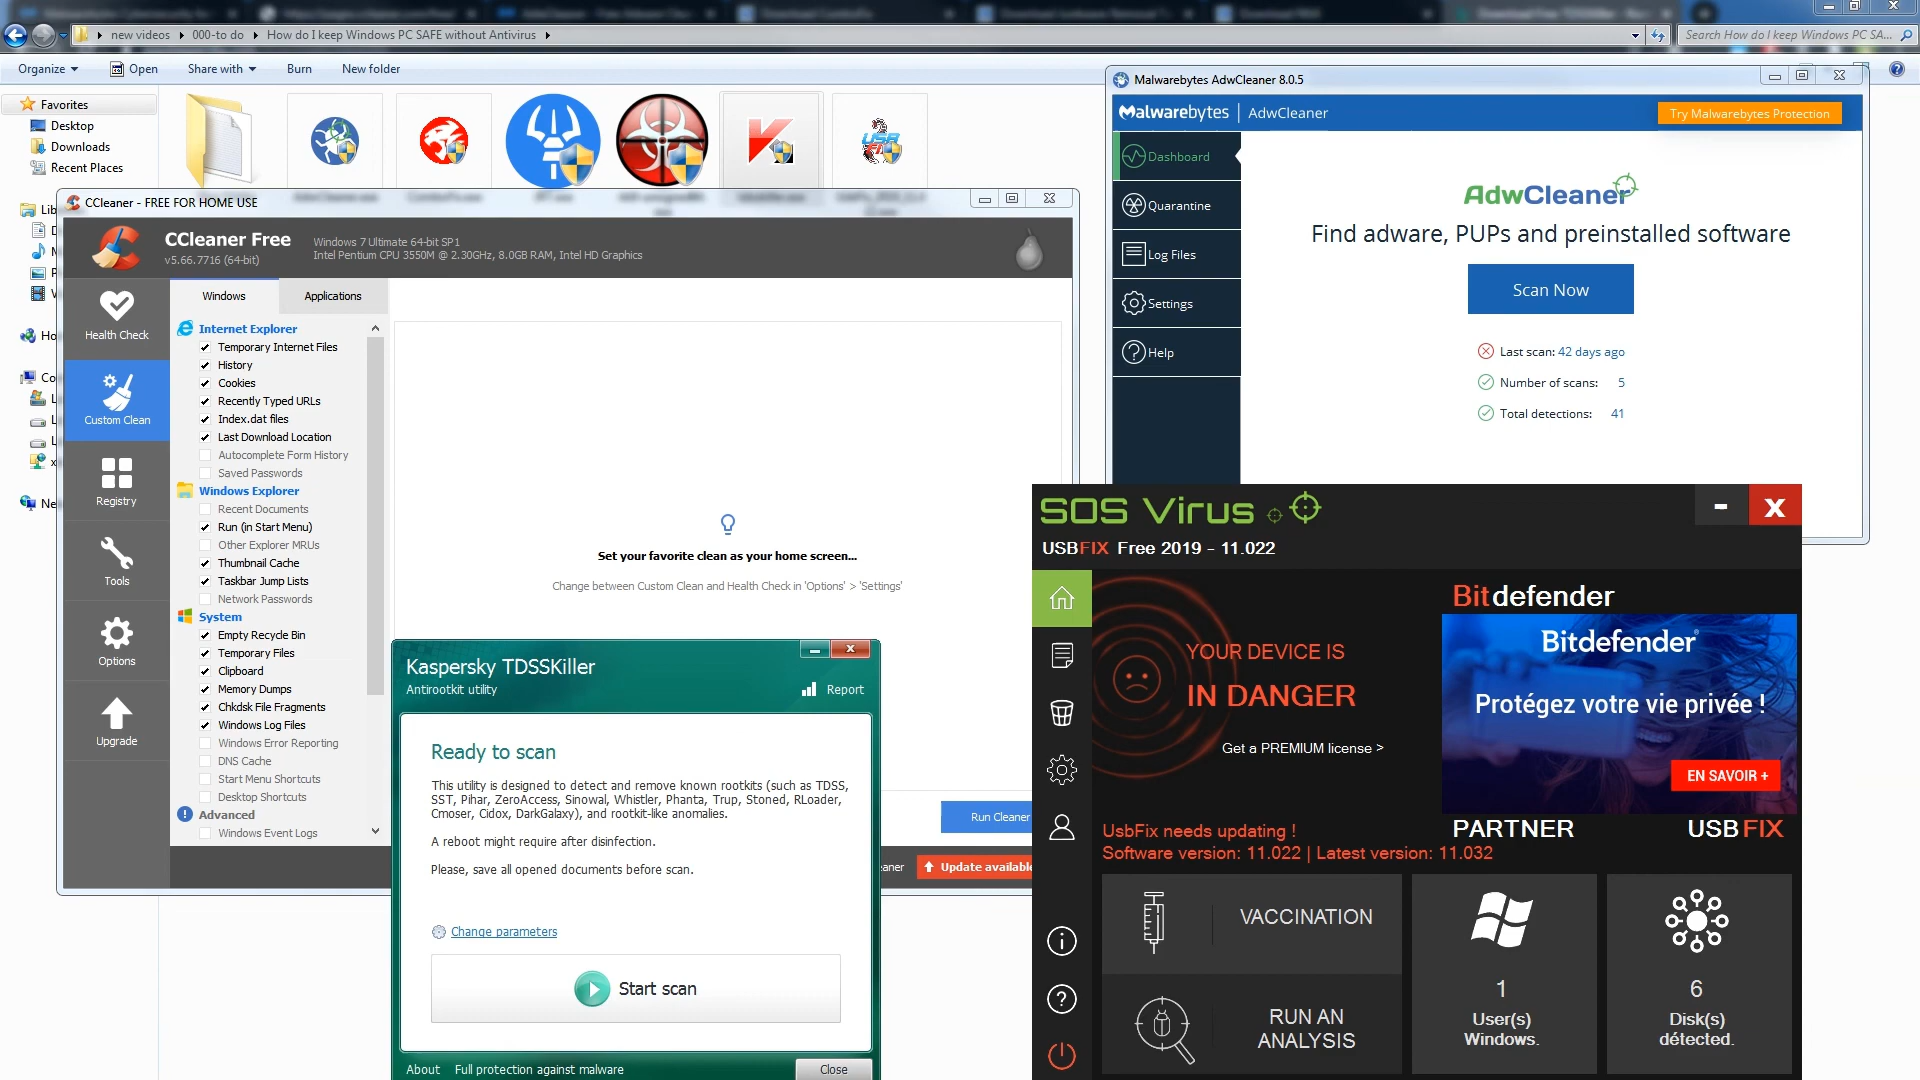 new videos
000-to do
How do I keep Windows PC SAFE without Antivirus
Search How do I keep Windows PC SA...
Organize
Open
Share with
Burn
New folder
Favorites
Desktop
Downloads
Recent Places
Lib
Ho
Co
Ne
CCleaner - FREE FOR HOME USE
CCleaner Free
v5.66.7716 (64-bit)
Windows 7 Ultimate 64-bit SP1
Intel Pentium CPU 3550M @ 2.30GHz, 8.0GB RAM, Intel HD Graphics
Health Check
Custom Clean
Registry
Tools
Options
Upgrade
Windows
Applications
Internet Explorer
Temporary Internet Files
History
Cookies
Recently Typed URLs
Index.dat files
Last Download Location
Autocomplete Form History
Saved Passwords
Windows Explorer
Recent Documents
Run (in Start Menu)
Other Explorer MRUs
Thumbnail Cache
Taskbar Jump Lists
Network Passwords
System
Empty Recycle Bin
Temporary Files
Clipboard
Memory Dumps
Chkdsk File Fragments
Windows Log Files
Windows Error Reporting
DNS Cache
Start Menu Shortcuts
Desktop Shortcuts
Advanced
Windows Event Logs
Set your favorite clean as your home screen...
Change between Custom Clean and Health Check in 'Options' > 'Settings'
Run Cleaner
eaner
Update available
Kaspersky TDSSKiller
Antirootkit utility
Report
Ready to scan
This utility is designed to detect and remove known rootkits (such as TDSS,
SST, Pihar, ZeroAccess, Sinowal, Whistler, Phanta, Trup, Stoned, RLoader,
Cmoser, Cidox, DarkGalaxy), and rootkit-like anomalies.
A reboot might require after disinfection.
Please, save all opened documents before scan.
Change parameters
Start scan
About
Full protection against malware
Close
Malwarebytes AdwCleaner 8.0.5
Malwarebytes | AdwCleaner
Try Malwarebytes Protection
Dashboard
Quarantine
Log Files
Settings
Help
AdwCleaner
Find adware, PUPs and preinstalled software
Scan Now
Last scan: 42 days ago
Number of scans: 5
Total detections: 41
SOS Virus
USBFIX Free 2019 - 11.022
YOUR DEVICE IS
IN DANGER
Get a PREMIUM license >
Bitdefender
Bitdefender
Protégez votre vie privée !
EN SAVOIR +
PARTNER
USBFIX
UsbFix needs updating !
Software version: 11.022 | Latest version: 11.032
VACCINATION
RUN AN
ANALYSIS
1
User(s)
Windows.
6
Disk(s)
détected.